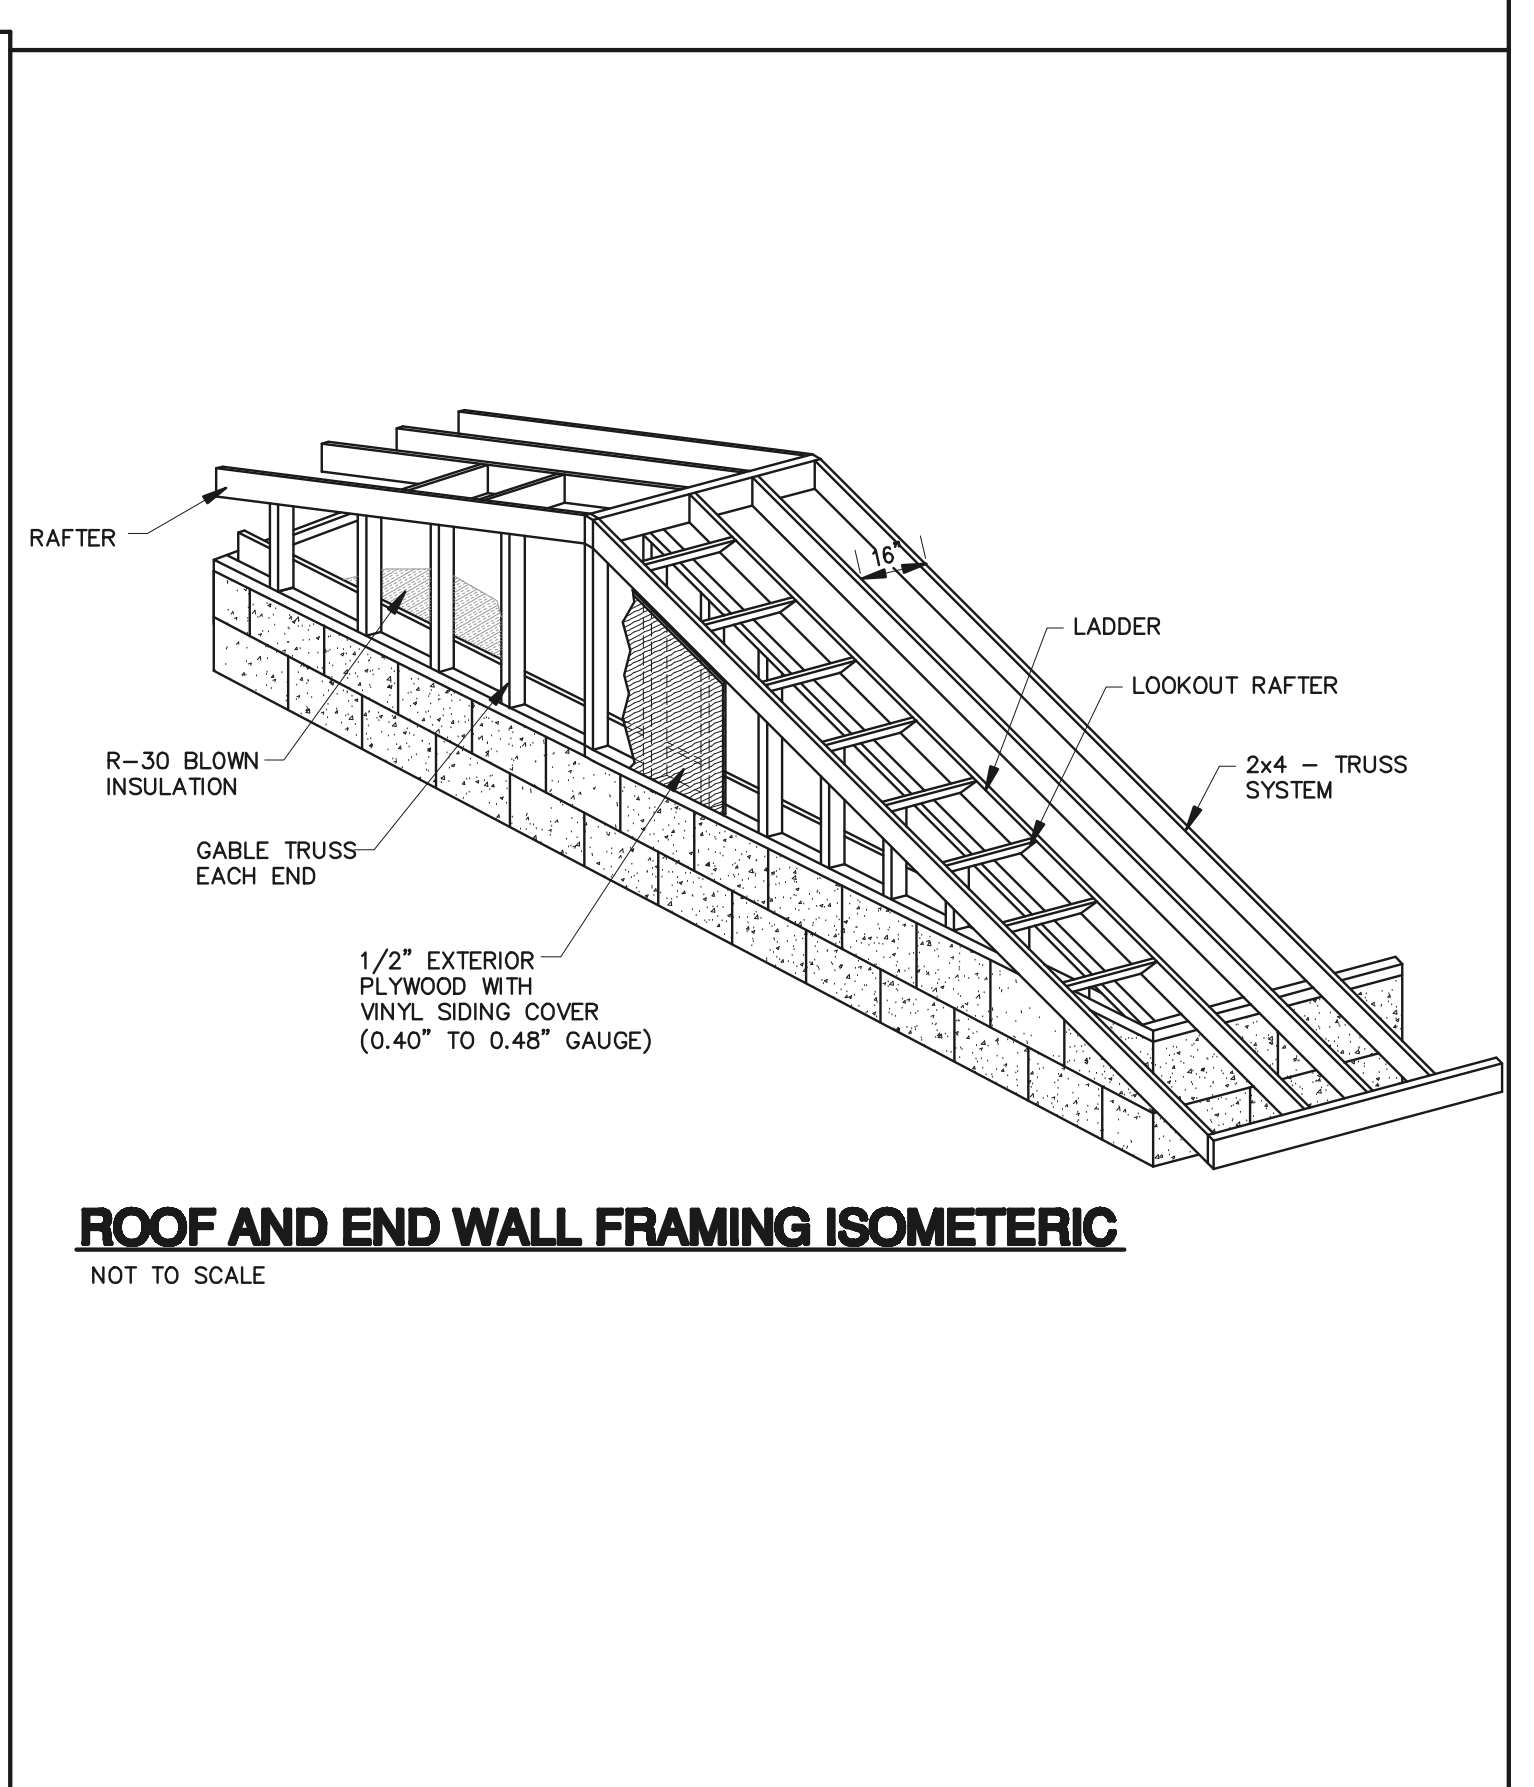 16"
RAFTER
LADDER
LOOKOUT RAFTER
2x4 – TRUSS
SYSTEM
R–30 BLOWN
INSULATION
GABLE TRUSS
EACH END
1/2" EXTERIOR
PLYWOOD WITH
VINYL SIDING COVER
(0.40" TO 0.48" GAUGE)
ROOF AND END WALL FRAMING ISOMETERIC
NOT TO SCALE